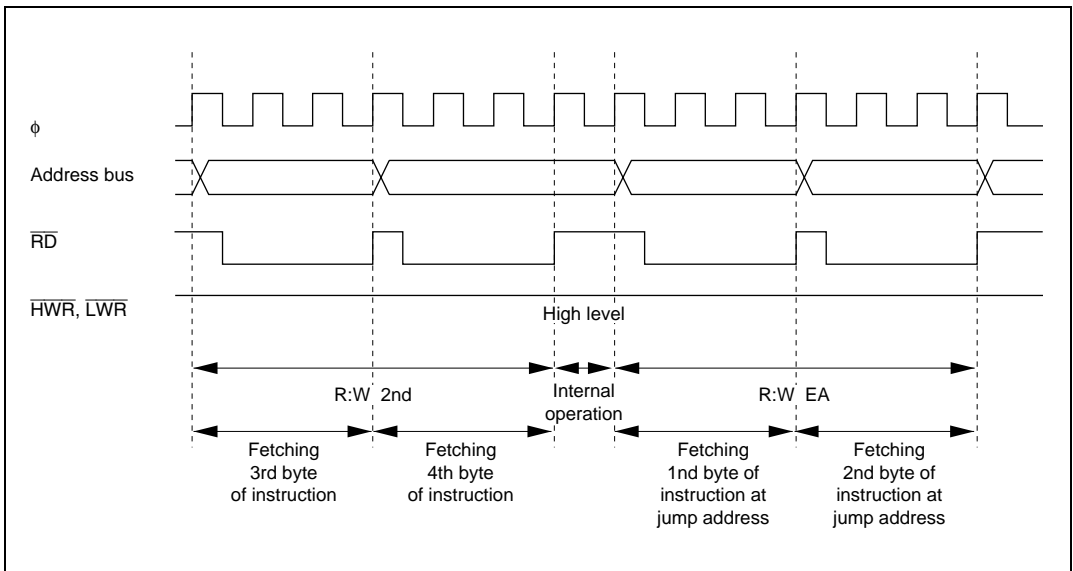 ϕ
Address bus
RD
HWR, LWR
High level
R:W 2nd
Internal
operation
R:W EA
Fetching
3rd byte
of instruction
Fetching
4th byte
of instruction
Fetching
1nd byte of
instruction at
jump address
Fetching
2nd byte of
instruction at
jump address